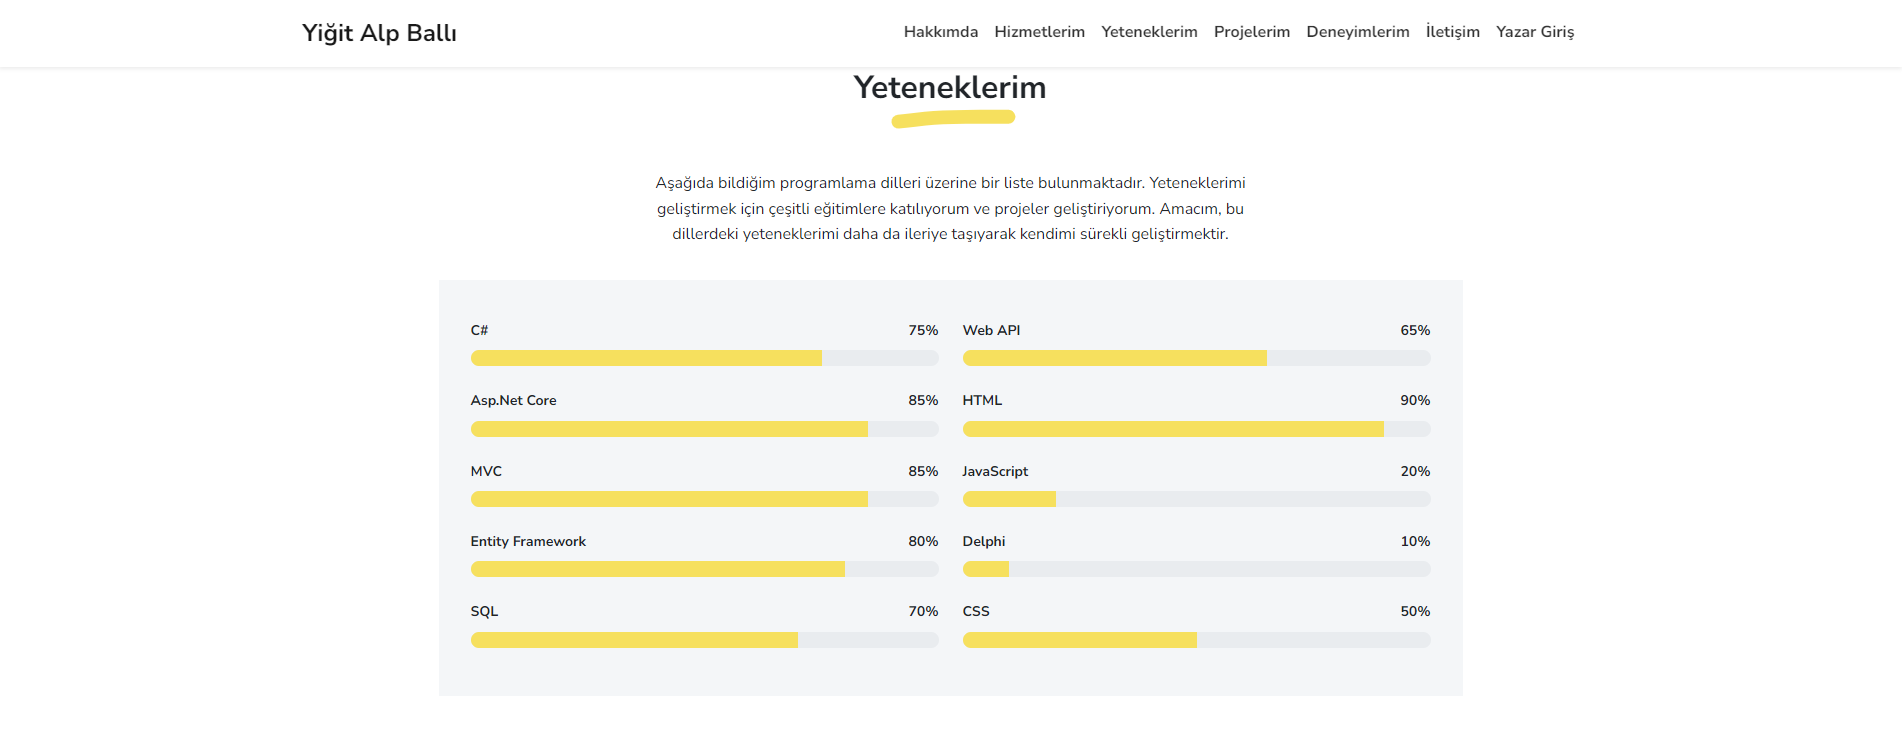 Yiğit Alp Ballı
Hakkımda Hizmetlerim Yeteneklerim Projelerim Deneyimlerim İletişim Yazar Giriş
Yeteneklerim
Aşağıda bildiğim programlama dilleri üzerine bir liste bulunmaktadır. Yeteneklerimi
geliştirmek için çeşitli eğitimlere katılıyorum ve projeler geliştiriyorum. Amacım, bu
dillerdeki yeteneklerimi daha da ileriye taşıyarak kendimi sürekli geliştirmektir.
C# 75%
Asp.Net Core 85%
MVC 85%
Entity Framework 80%
SQL 70%
Web API 65%
HTML 90%
JavaScript 20%
Delphi 10%
CSS 50%